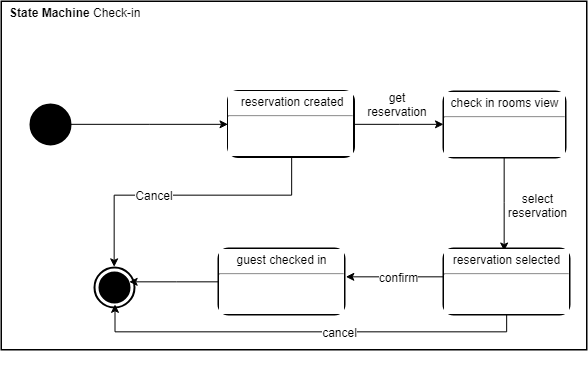 State Machine Check-in
reservation created
get
reservation
check in rooms view
Cancel
select
reservation
guest checked in
confirm
reservation selected
cancel